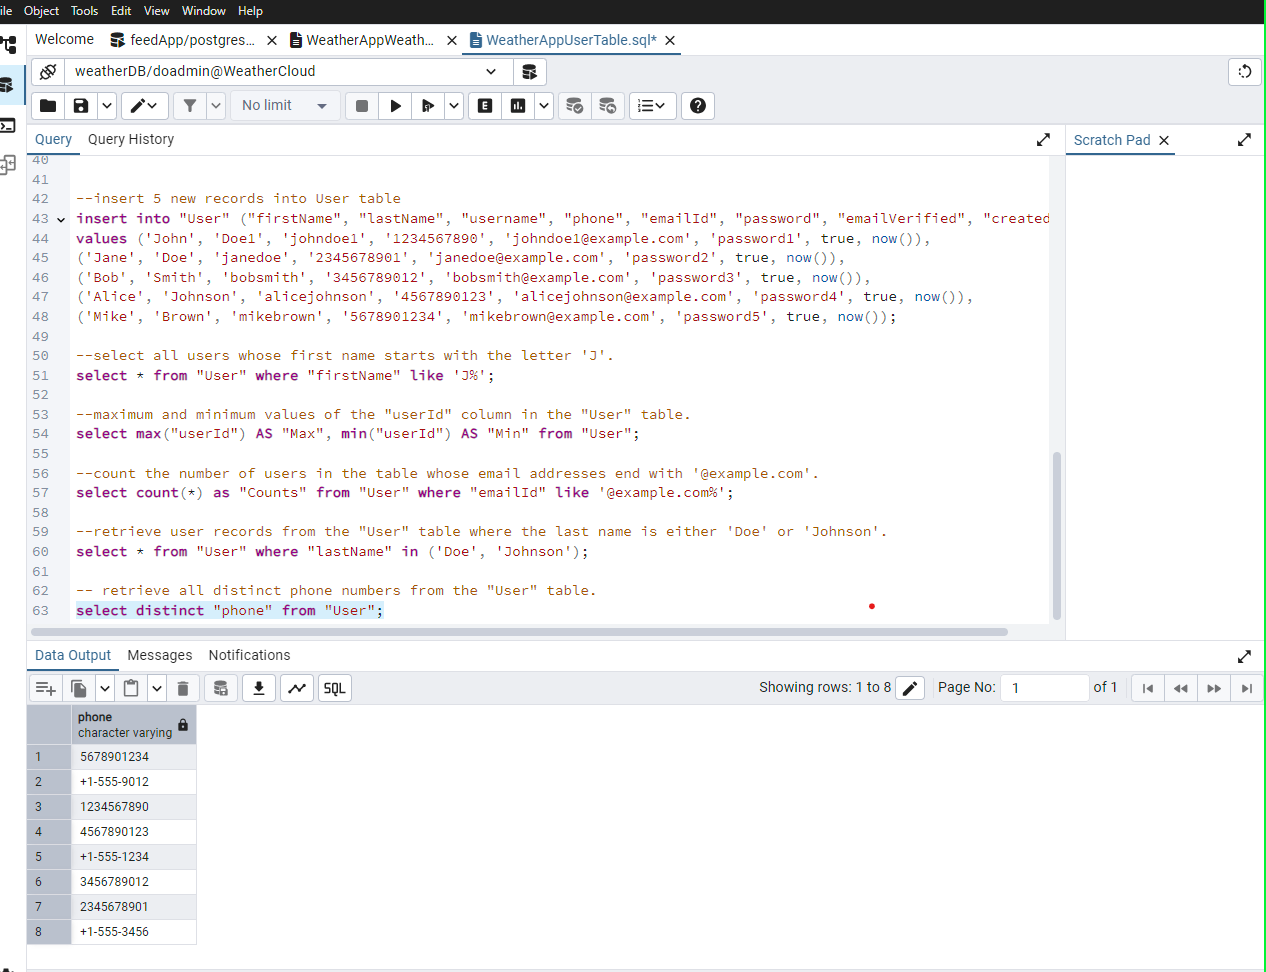 ile Object Tools Edit View Window Help
Welcome feedApp/postgres... WeatherAppWeath... WeatherAppUserTable.sql*
weatherDB/doadmin@WeatherCloud
No limit
Query Query History Scratch Pad
40
41
42 --insert 5 new records into User table
43 insert into "User" ("firstName", "lastName", "username", "phone", "emailId", "password", "emailVerified", "created
44 values ('John', 'Doe1', 'johndoe1', '1234567890', 'johndoe1@example.com', 'password1', true, now()),
45 ('Jane', 'Doe', 'janedoe', '2345678901', 'janedoe@example.com', 'password2', true, now()),
46 ('Bob', 'Smith', 'bobsmith', '3456789012', 'bobsmith@example.com', 'password3', true, now()),
47 ('Alice', 'Johnson', 'alicejohnson', '4567890123', 'alicejohnson@example.com', 'password4', true, now()),
48 ('Mike', 'Brown', 'mikebrown', '5678901234', 'mikebrown@example.com', 'password5', true, now());
49
50 --select all users whose first name starts with the letter 'J'.
51 select * from "User" where "firstName" like 'J%';
52
53 --maximum and minimum values of the "userId" column in the "User" table.
54 select max("userId") AS "Max", min("userId") AS "Min" from "User";
55
56 --count the number of users in the table whose email addresses end with '@example.com'.
57 select count(*) as "Counts" from "User" where "emailId" like '@example.com%';
58
59 --retrieve user records from the "User" table where the last name is either 'Doe' or 'Johnson'.
60 select * from "User" where "lastName" in ('Doe', 'Johnson');
61
62 -- retrieve all distinct phone numbers from the "User" table.
63 select distinct "phone" from "User";
Data Output Messages Notifications
SQL Showing rows: 1 to 8 Page No: 1 of 1
phone
character varying
1 5678901234
2 +1-555-9012
3 1234567890
4 4567890123
5 +1-555-1234
6 3456789012
7 2345678901
8 +1-555-3456